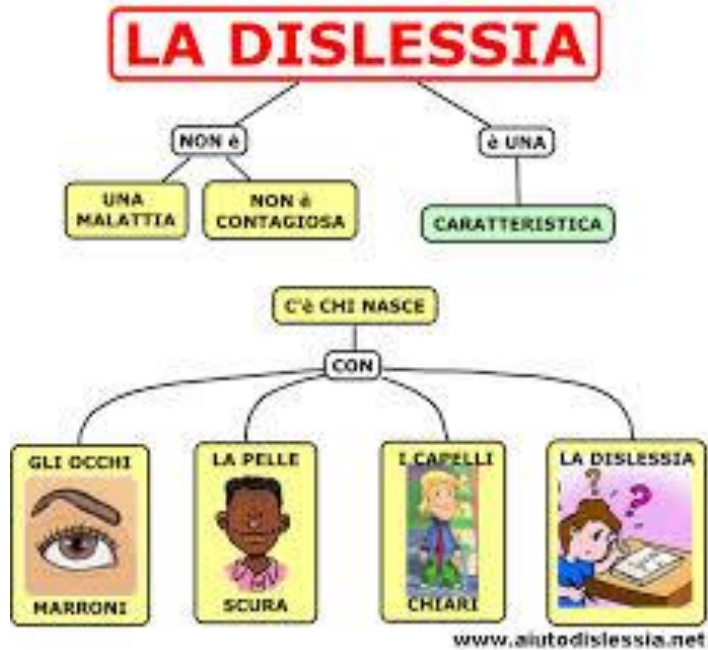 LA DISLESSIA
NON è
è UNA
UNA
MALATTIA
NON è
CONTAGIOSA
CARATTERISTICA
C'è CHI NASCE
CON
GLI OCCHI
MARRONI
LA PELLE
SCURA
I CAPELLI
CHIARI
LA DISLESSIA
? ?
www.aiutodislessia.net